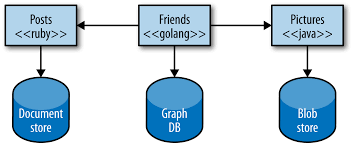 Posts
<<ruby>>
Friends
<<golang>>
Pictures
<<java>>
Document
store
Graph
DB
Blob
store